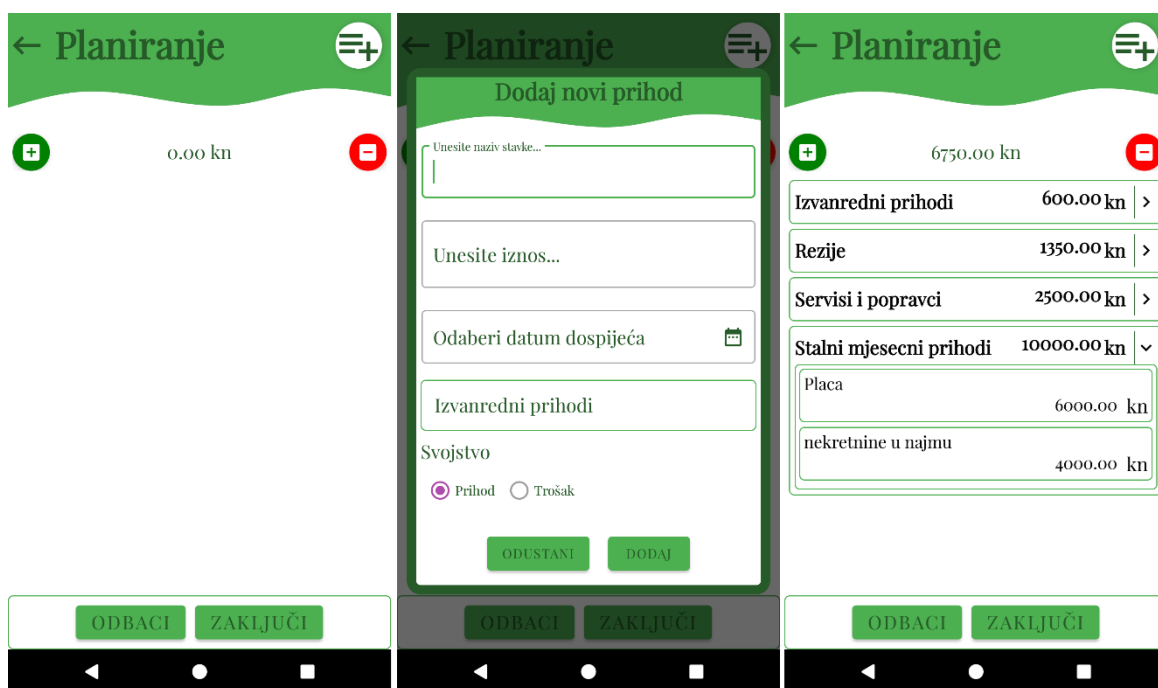 Planiranje
0.00 kn
ODBACI ZAKLJUČI
Planiranje
Dodaj novi prihod
Unesite naziv stavke...
Unesite iznos...
Odaberi datum dospijeća
Izvanredni prihodi
Svojstvo
Prihod Trošak
ODUSTANI DODAJ
ODBACI ZAKLJUČI
Planiranje
6750.00 kn
Izvanredni prihodi 600.00 kn
Rezije 1350.00 kn
Servisi i popravci 2500.00 kn
Stalni mjesecni prihodi 10000.00 kn
Placa
6000.00 kn
nekretnine u najmu
4000.00 kn
ODBACI ZAKLJUČI